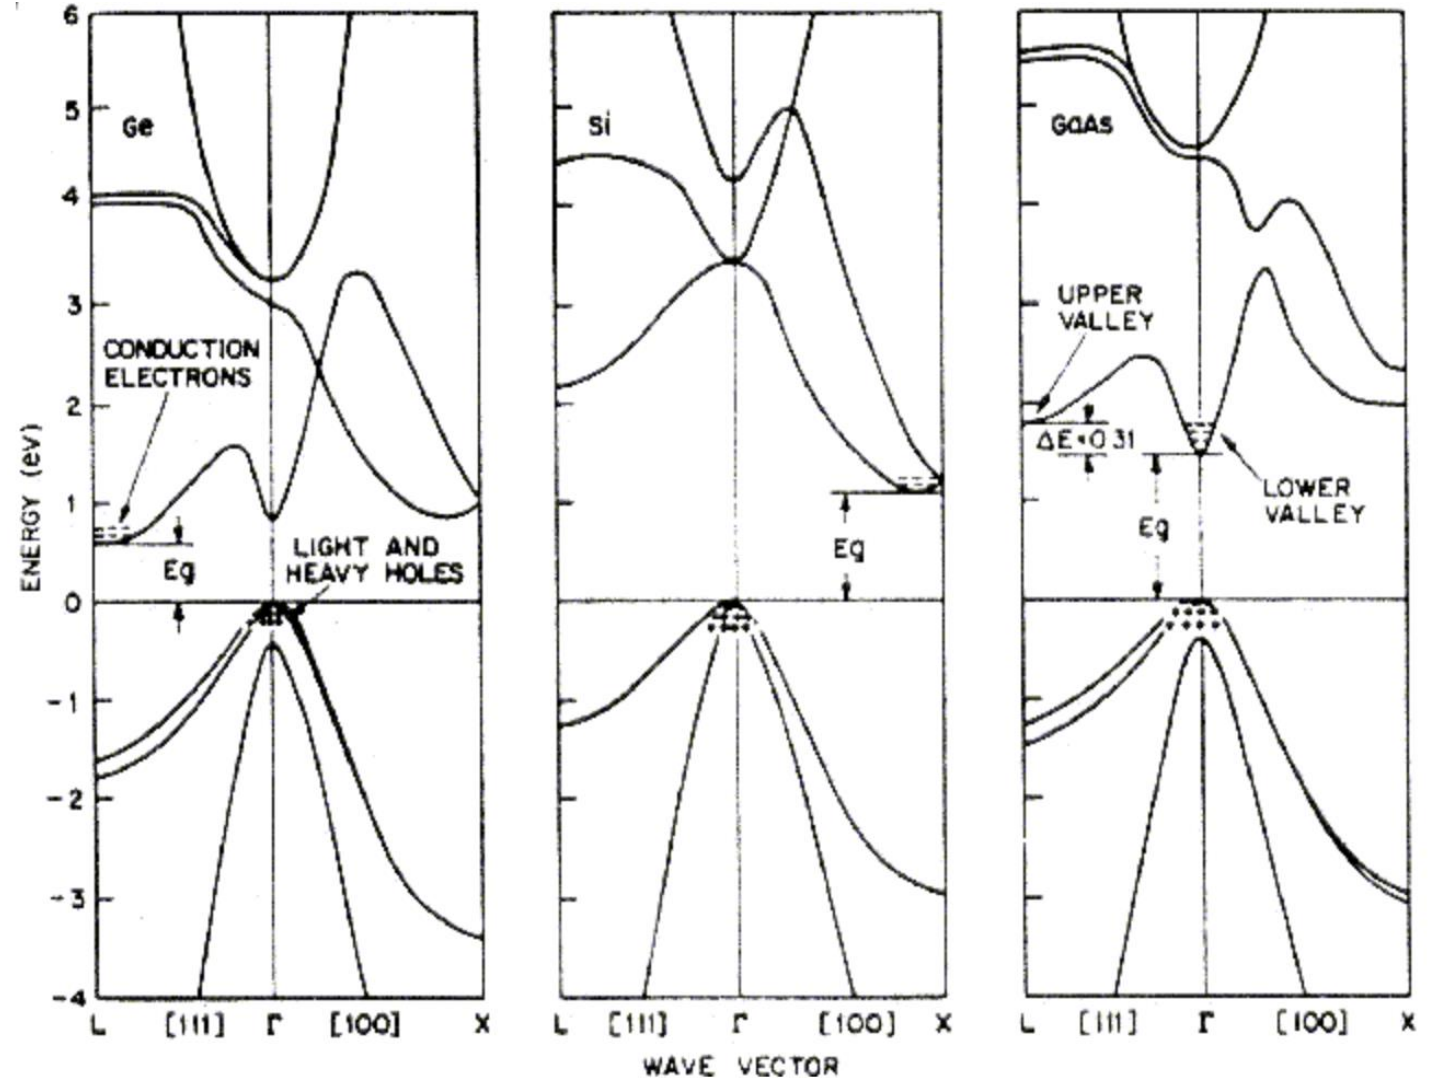 6
5
4
3
2
1
0
-1
-2
-3
-4
ENERGY (eV)
Ge
CONDUCTION
ELECTRONS
Eg
LIGHT AND
HEAVY HOLES
L [111] Γ [100] X
Si
Eg
L [111] Γ [100] X
GaAs
UPPER
VALLEY
ΔE=0.31
LOWER
VALLEY
Eg
L [111] Γ [100] X
WAVE VECTOR